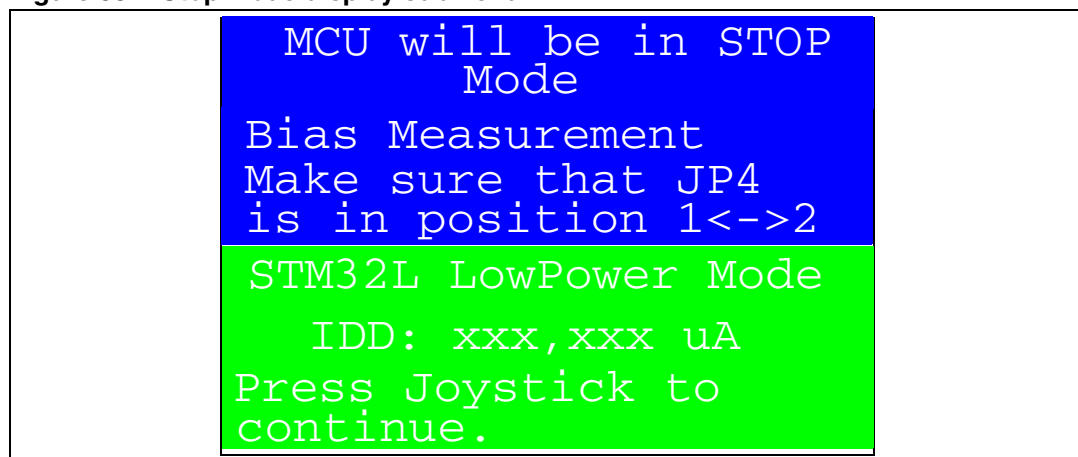 MCU will be in STOP
Mode
Bias Measurement
Make sure that JP4
is in position 1<->2
STM32L LowPower Mode
IDD: xxx,xxx uA
Press Joystick to
continue.